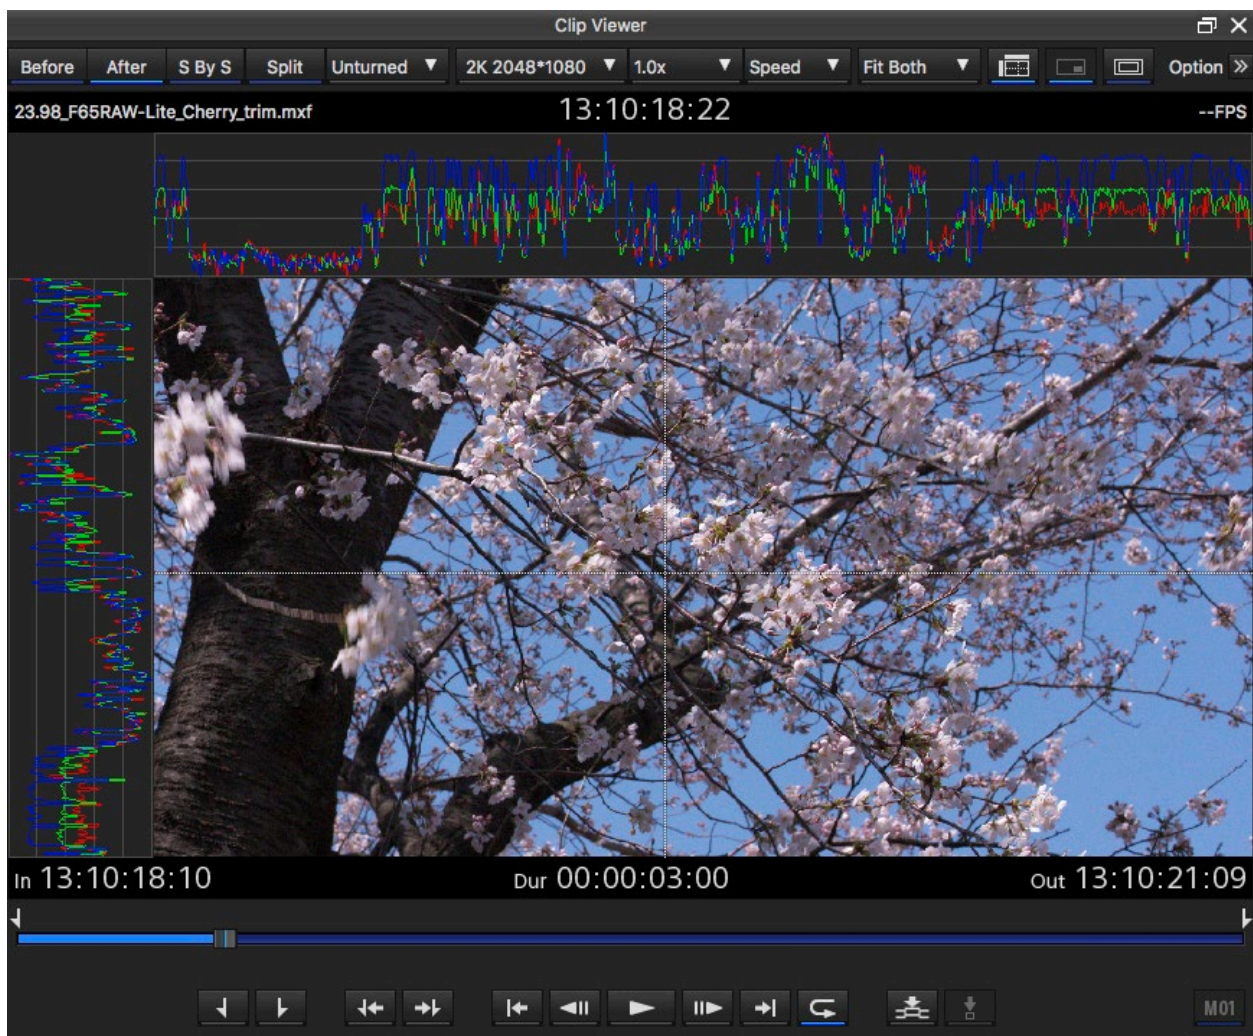 Clip Viewer
Before After S By S Split Unturned 2K 2048*1080 1.0x Speed Fit Both Option
23.98_F65RAW-Lite_Cherry_trim.mxf 13:10:18:22 --FPS
In 13:10:18:10 Dur 00:00:03:00 Out 13:10:21:09
M01